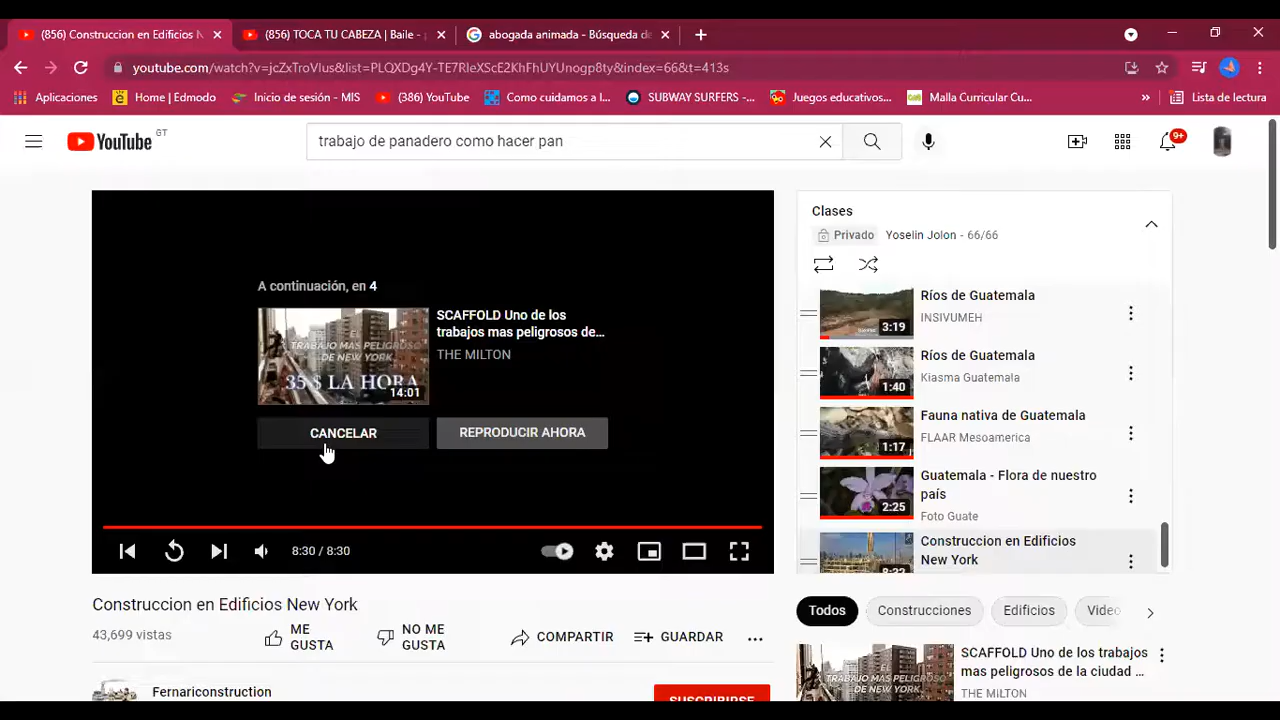 (856) Construccion en Edificios N
(856) TOCA TU CABEZA | Baile -
abogada animada - Búsqueda de
youtube.com/watch?v=jcZxTroVIus&list=PLQXDg4Y-TE7RleXScE2KhFhUYUnogp8ty&index=66&t=413s
Aplicaciones
Home | Edmodo
Inicio de sesión - MIS
(386) YouTube
Como cuidamos a l...
SUBWAY SURFERS -...
Juegos educativos...
Malla Curricular Cu...
»
Lista de lectura
YouTube GT
trabajo de panadero como hacer pan
9+
A continuación, en 4
TRABAJO MAS PELIGROSO
DE NEW YORK
35 $ LA HORA
14:01
SCAFFOLD Uno de los
trabajos mas peligrosos de...
THE MILTON
CANCELAR
REPRODUCIR AHORA
8:30 / 8:30
Construccion en Edificios New York
43,699 vistas
ME GUSTA
NO ME GUSTA
COMPARTIR
GUARDAR
Fernariconstruction
SUSCRIBIRSE
Clases
Privado
Yoselin Jolon - 66/66
Ríos de Guatemala
INSIVUMEH
3:19
Ríos de Guatemala
Kiasma Guatemala
1:40
Fauna nativa de Guatemala
FLAAR Mesoamerica
1:17
Guatemala - Flora de nuestro
país
Foto Guate
2:25
Construccion en Edificios
New York
Todos
Construcciones
Edificios
Video
SCAFFOLD Uno de los trabajos
mas peligrosos de la ciudad ...
THE MILTON
TRABAJO MAS PELIGROSO
DE NEW YORK